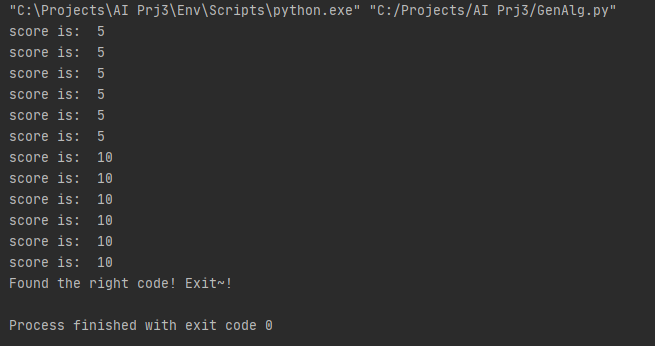 "C:\Projects\AI Prj3\Env\Scripts\python.exe" "C:/Projects/AI Prj3/GenAlg.py"
score is:  5
score is:  5
score is:  5
score is:  5
score is:  5
score is:  5
score is:  10
score is:  10
score is:  10
score is:  10
score is:  10
score is:  10
Found the right code! Exit~!
Process finished with exit code 0